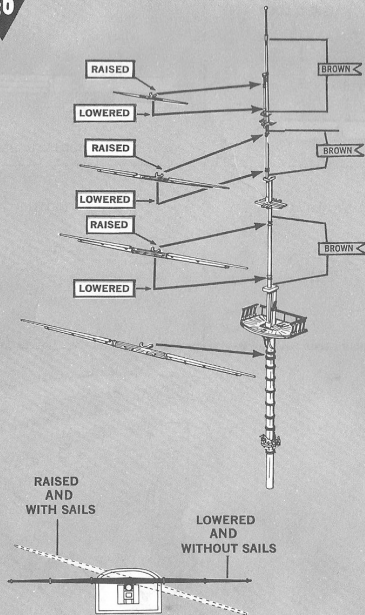 RAISED
LOWERED
BROWN
RAISED
LOWERED
BROWN
RAISED
LOWERED
BROWN
RAISED
AND
WITH SAILS
LOWERED
AND
WITHOUT SAILS